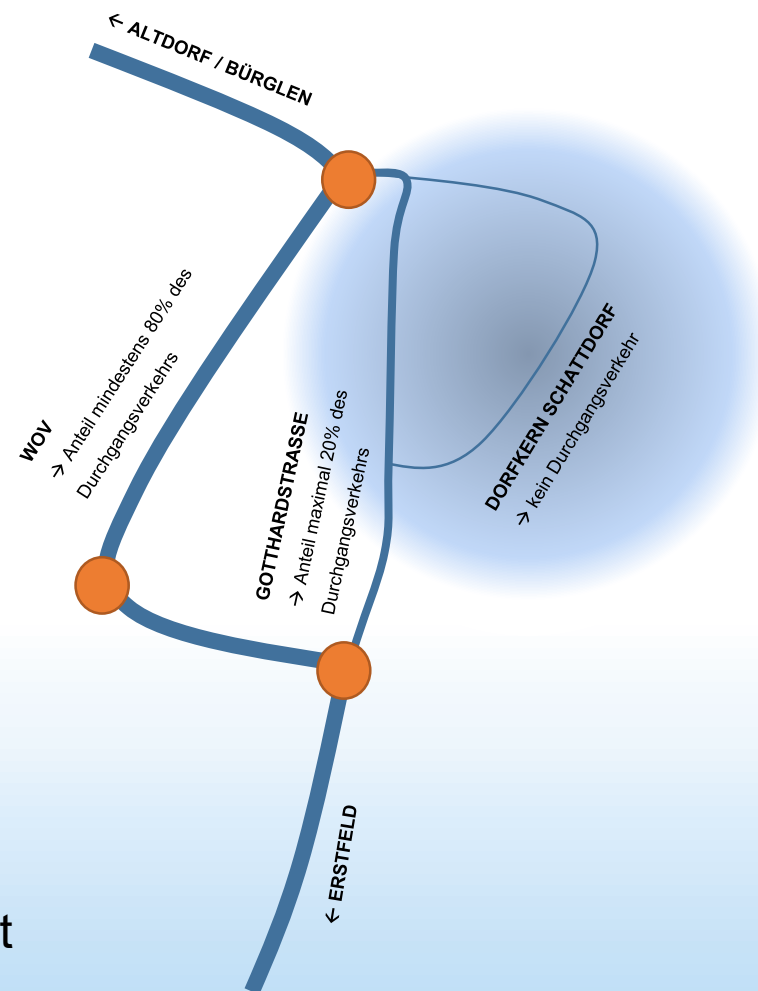 ← ALTDORF / BÜRGLEN
WOV
→ Anteil mindestens 80% des
Durchgangsverkehrs
GOTTHARDSTRASSE
→ Anteil maximal 20% des
Durchgangsverkehrs
DORFKERN SCHATTDORF
→ kein Durchgangsverkehr
← ERSTFELD
t